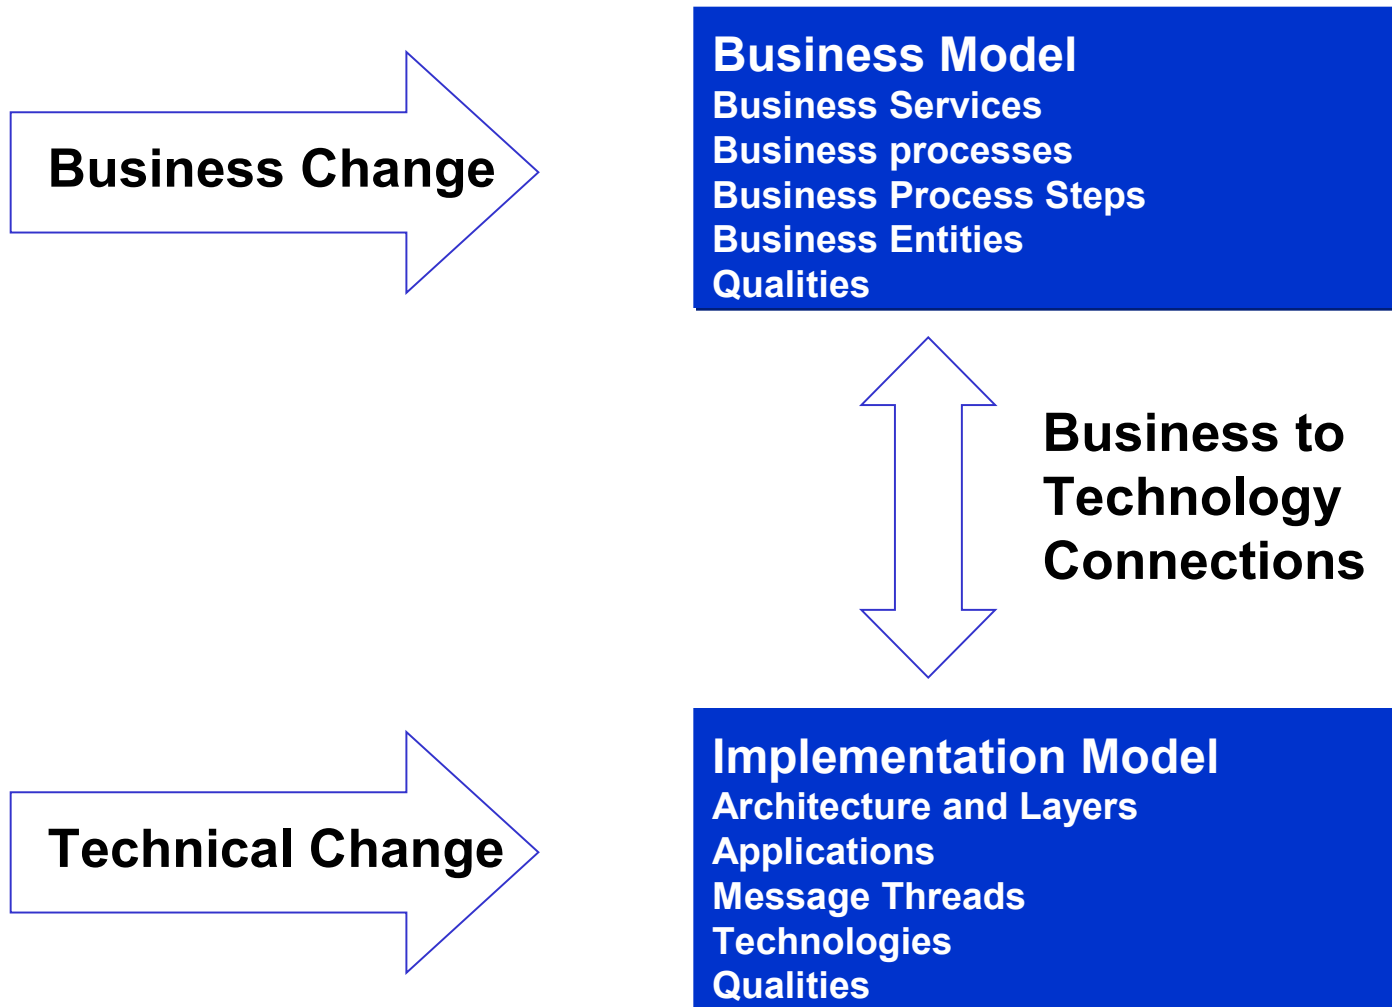 Business Change
Business Model
Business Services
Business processes
Business Process Steps
Business Entities
Qualities
Business to
Technology
Connections
Technical Change
Implementation Model
Architecture and Layers
Applications
Message Threads
Technologies
Qualities